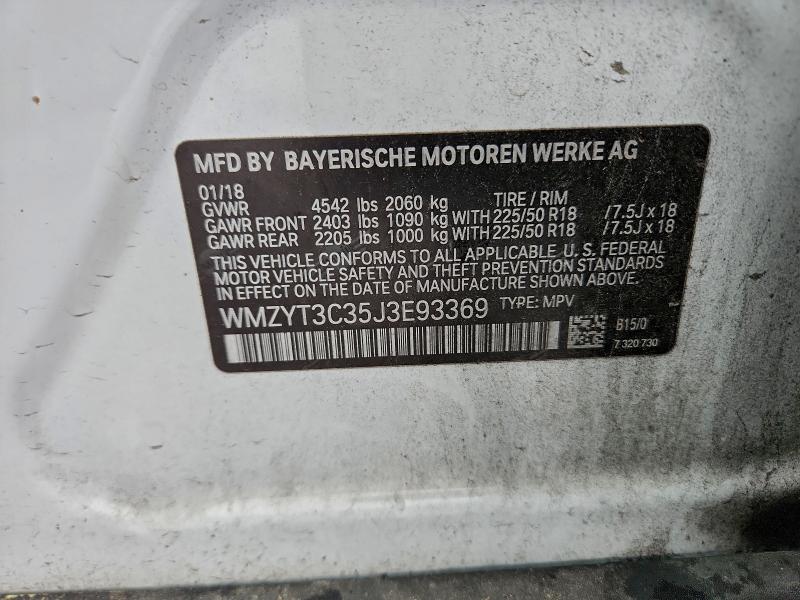 MFD BY BAYERISCHE MOTOREN WERKE AG
01/18 TIRE / RIM
GVWR 4542 lbs 2060 kg
GAWR FRONT 2403 lbs 1090 kg WITH 225/50 R18 /7.5J x 18
GAWR REAR 2205 lbs 1000 kg WITH 225/50 R18 /7.5J x 18
THIS VEHICLE CONFORMS TO ALL APPLICABLE U. S. FEDERAL
MOTOR VEHICLE SAFETY AND THEFT PREVENTION STANDARDS
IN EFFECT ON THE DATE OF MANUFACTURE SHOWN ABOVE.
WMZYT3C35J3E93369 TYPE: MPV
B15/0
7 320 730